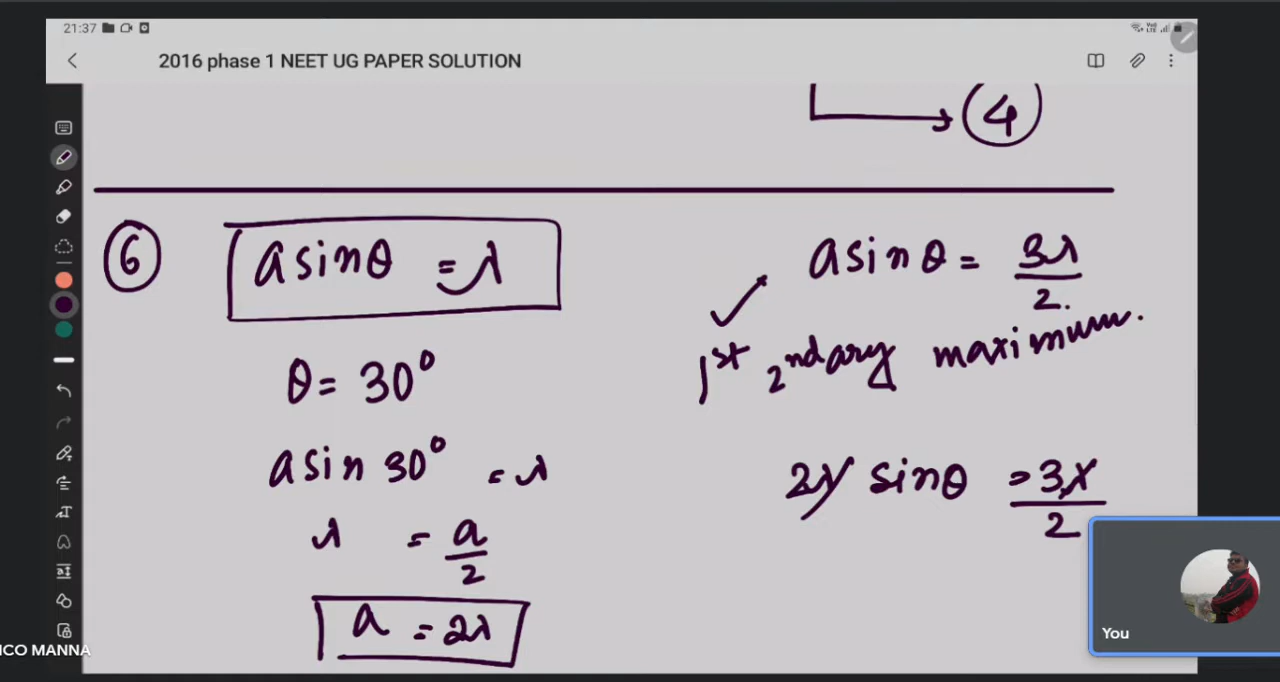 21:37
2016 phase 1 NEET UG PAPER SOLUTION
4
6
a sinθ = λ
θ = 30°
a sin 30° = λ
λ = a/2
a = 2λ
a sin θ = 3λ/2.
1st 2ndary maximum.
2λ sinθ = 3λ/2
You
ICO MANNA